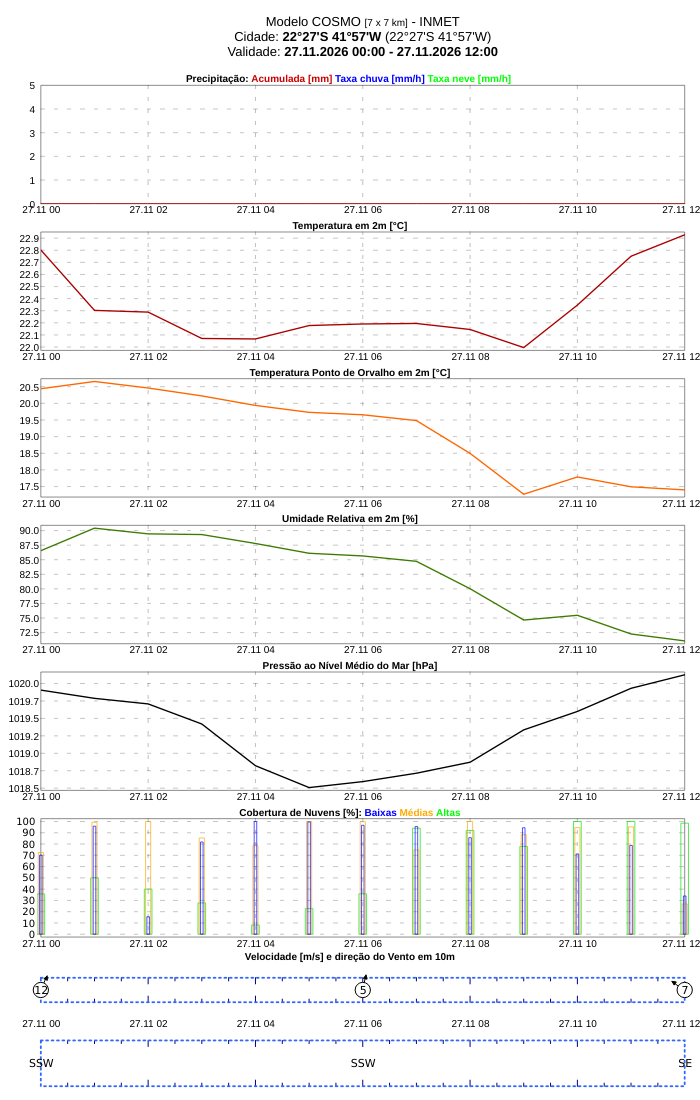 Modelo COSMO [7 x 7 km] - INMET
Cidade: 22°27'S 41°57'W (22°27'S 41°57'W)
Validade: 27.11.2026 00:00 - 27.11.2026 12:00
Precipitação: Acumulada [mm] Taxa chuva [mm/h] Taxa neve [mm/h]
5
4
3
2
1
0
27.11 00 27.11 02 27.11 04 27.11 06 27.11 08 27.11 10 27.11 12
Temperatura em 2m [°C]
22.9
22.8
22.7
22.6
22.5
22.4
22.3
22.2
22.1
22.0
27.11 00 27.11 02 27.11 04 27.11 06 27.11 08 27.11 10 27.11 12
Temperatura Ponto de Orvalho em 2m [°C]
20.5
20.0
19.5
19.0
18.5
18.0
17.5
27.11 00 27.11 02 27.11 04 27.11 06 27.11 08 27.11 10 27.11 12
Umidade Relativa em 2m [%]
90.0
87.5
85.0
82.5
80.0
77.5
75.0
72.5
27.11 00 27.11 02 27.11 04 27.11 06 27.11 08 27.11 10 27.11 12
Pressão ao Nível Médio do Mar [hPa]
1020.0
1019.7
1019.5
1019.2
1019.0
1018.7
1018.5
27.11 00 27.11 02 27.11 04 27.11 06 27.11 08 27.11 10 27.11 12
Cobertura de Nuvens [%]: Baixas Médias Altas
100
90
80
70
60
50
40
30
20
10
0
27.11 00 27.11 02 27.11 04 27.11 06 27.11 08 27.11 10 27.11 12
Velocidade [m/s] e direção do Vento em 10m
12 5 7
27.11 00 27.11 02 27.11 04 27.11 06 27.11 08 27.11 10 27.11 12
SSW SSW SE